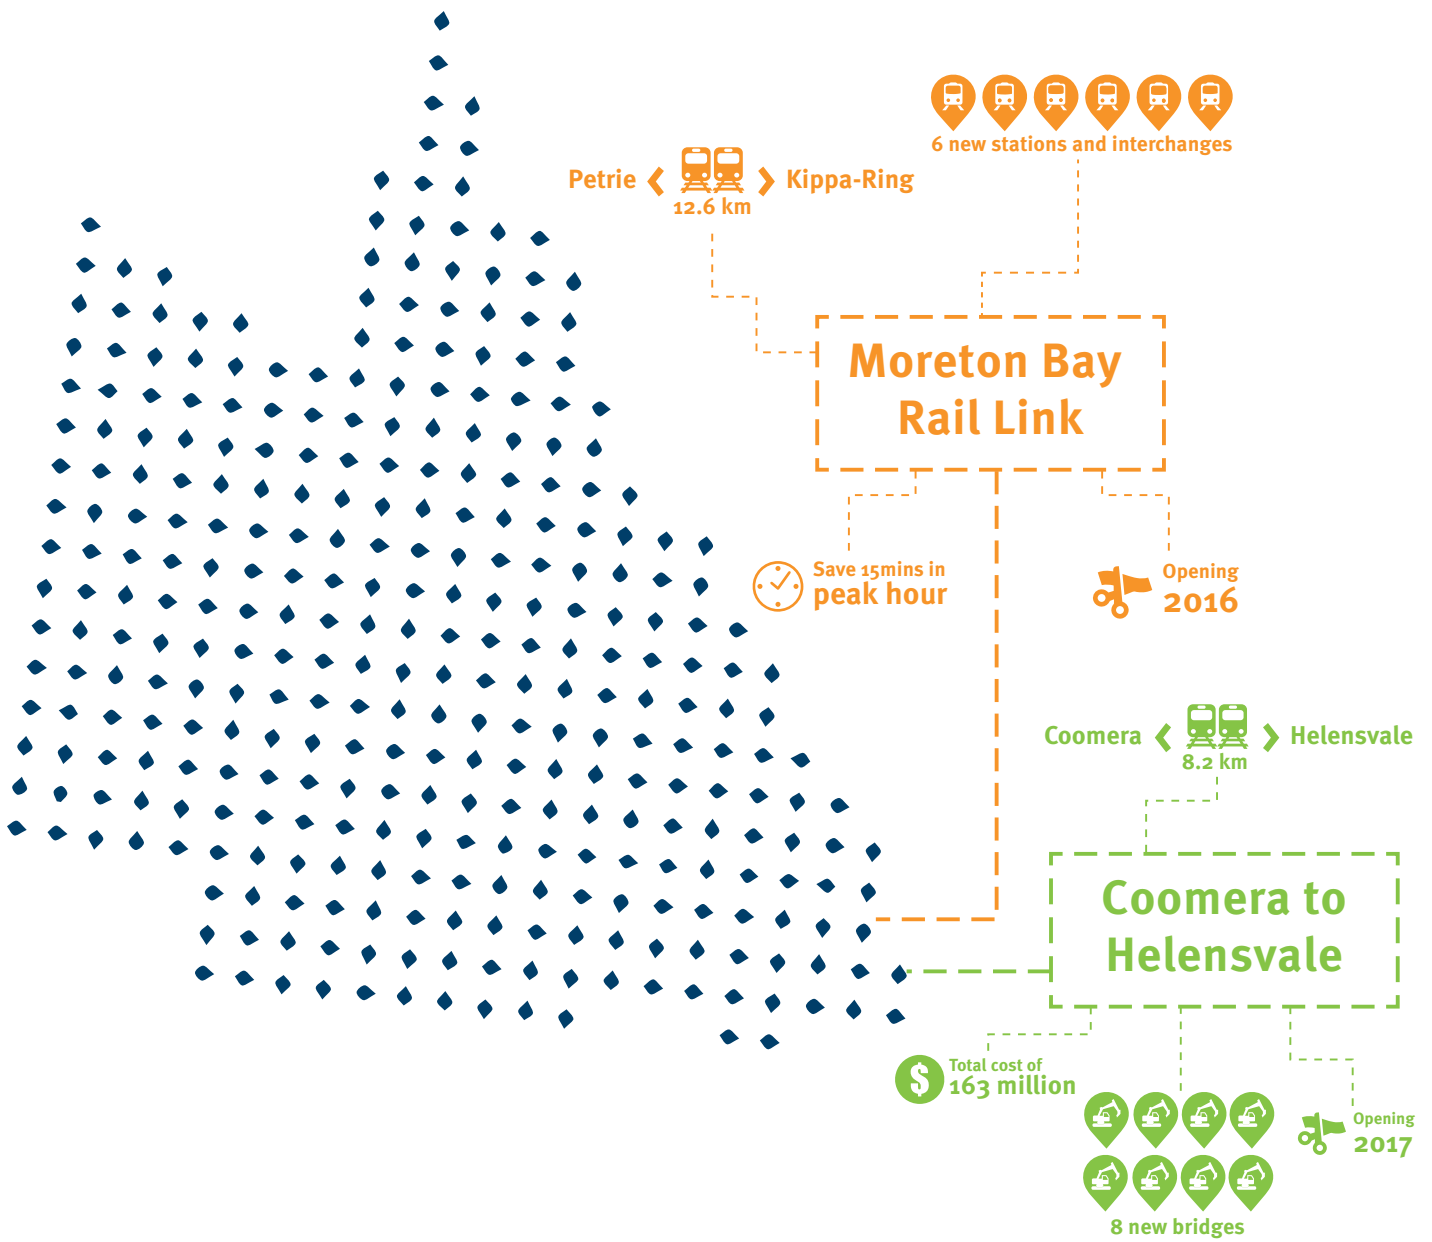 6 new stations and interchanges
Petrie
Kippa-Ring
12.6 km
Moreton Bay
Rail Link
Save 15mins in
peak hour
Opening
2016
Coomera
Helensvale
8.2 km
Coomera to
Helensvale
$
Total cost of
163 million
8 new bridges
Opening
2017